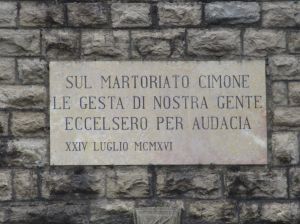 SUL MARTORIATO CIMONE
LE GESTA DI NOSTRA GENTE
ECCELSERO PER AUDACIA
XXIV LUGLIO MCMXVI